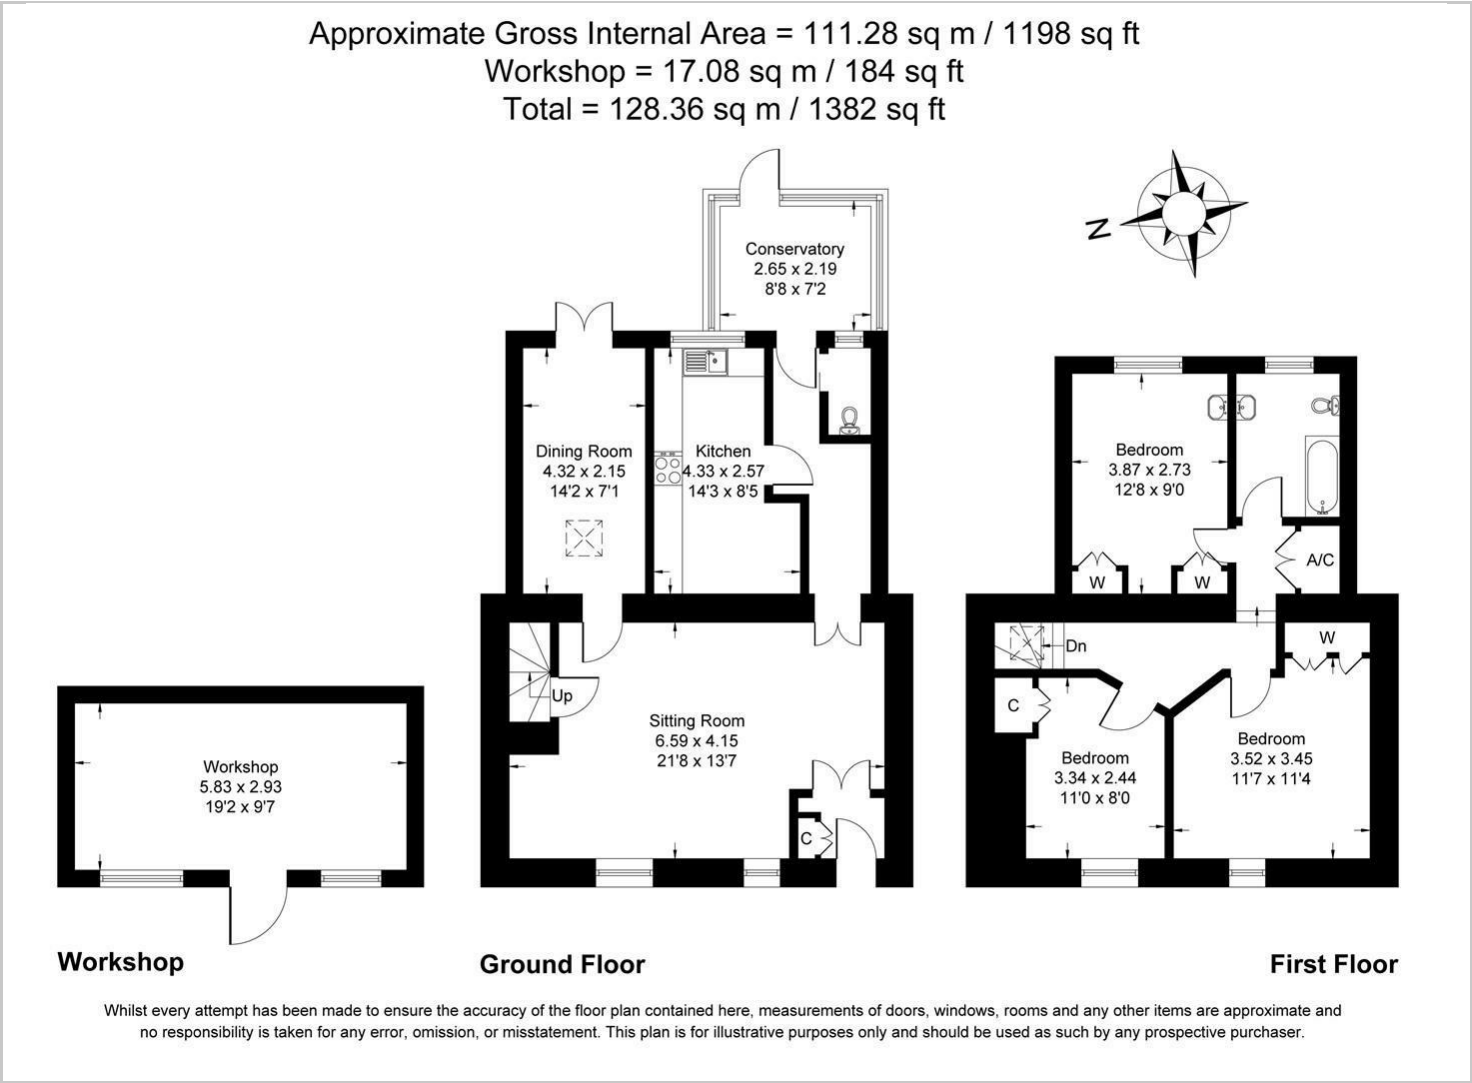 Approximate Gross Internal Area = 111.28 sq m / 1198 sq ft
Workshop = 17.08 sq m / 184 sq ft
Total = 128.36 sq m / 1382 sq ft
N
Conservatory
2.65 x 2.19
8'8 x 7'2
Dining Room
4.32 x 2.15
14'2 x 7'1
Kitchen
4.33 x 2.57
14'3 x 8'5
Bedroom
3.87 x 2.73
12'8 x 9'0
W
W
A/C
Up
Sitting Room
6.59 x 4.15
21'8 x 13'7
C
Dn
W
C
Bedroom
3.34 x 2.44
11'0 x 8'0
Bedroom
3.52 x 3.45
11'7 x 11'4
Workshop
5.83 x 2.93
19'2 x 9'7
Workshop
Ground Floor
First Floor
Whilst every attempt has been made to ensure the accuracy of the floor plan contained here, measurements of doors, windows, rooms and any other items are approximate and
no responsibility is taken for any error, omission, or misstatement. This plan is for illustrative purposes only and should be used as such by any prospective purchaser.